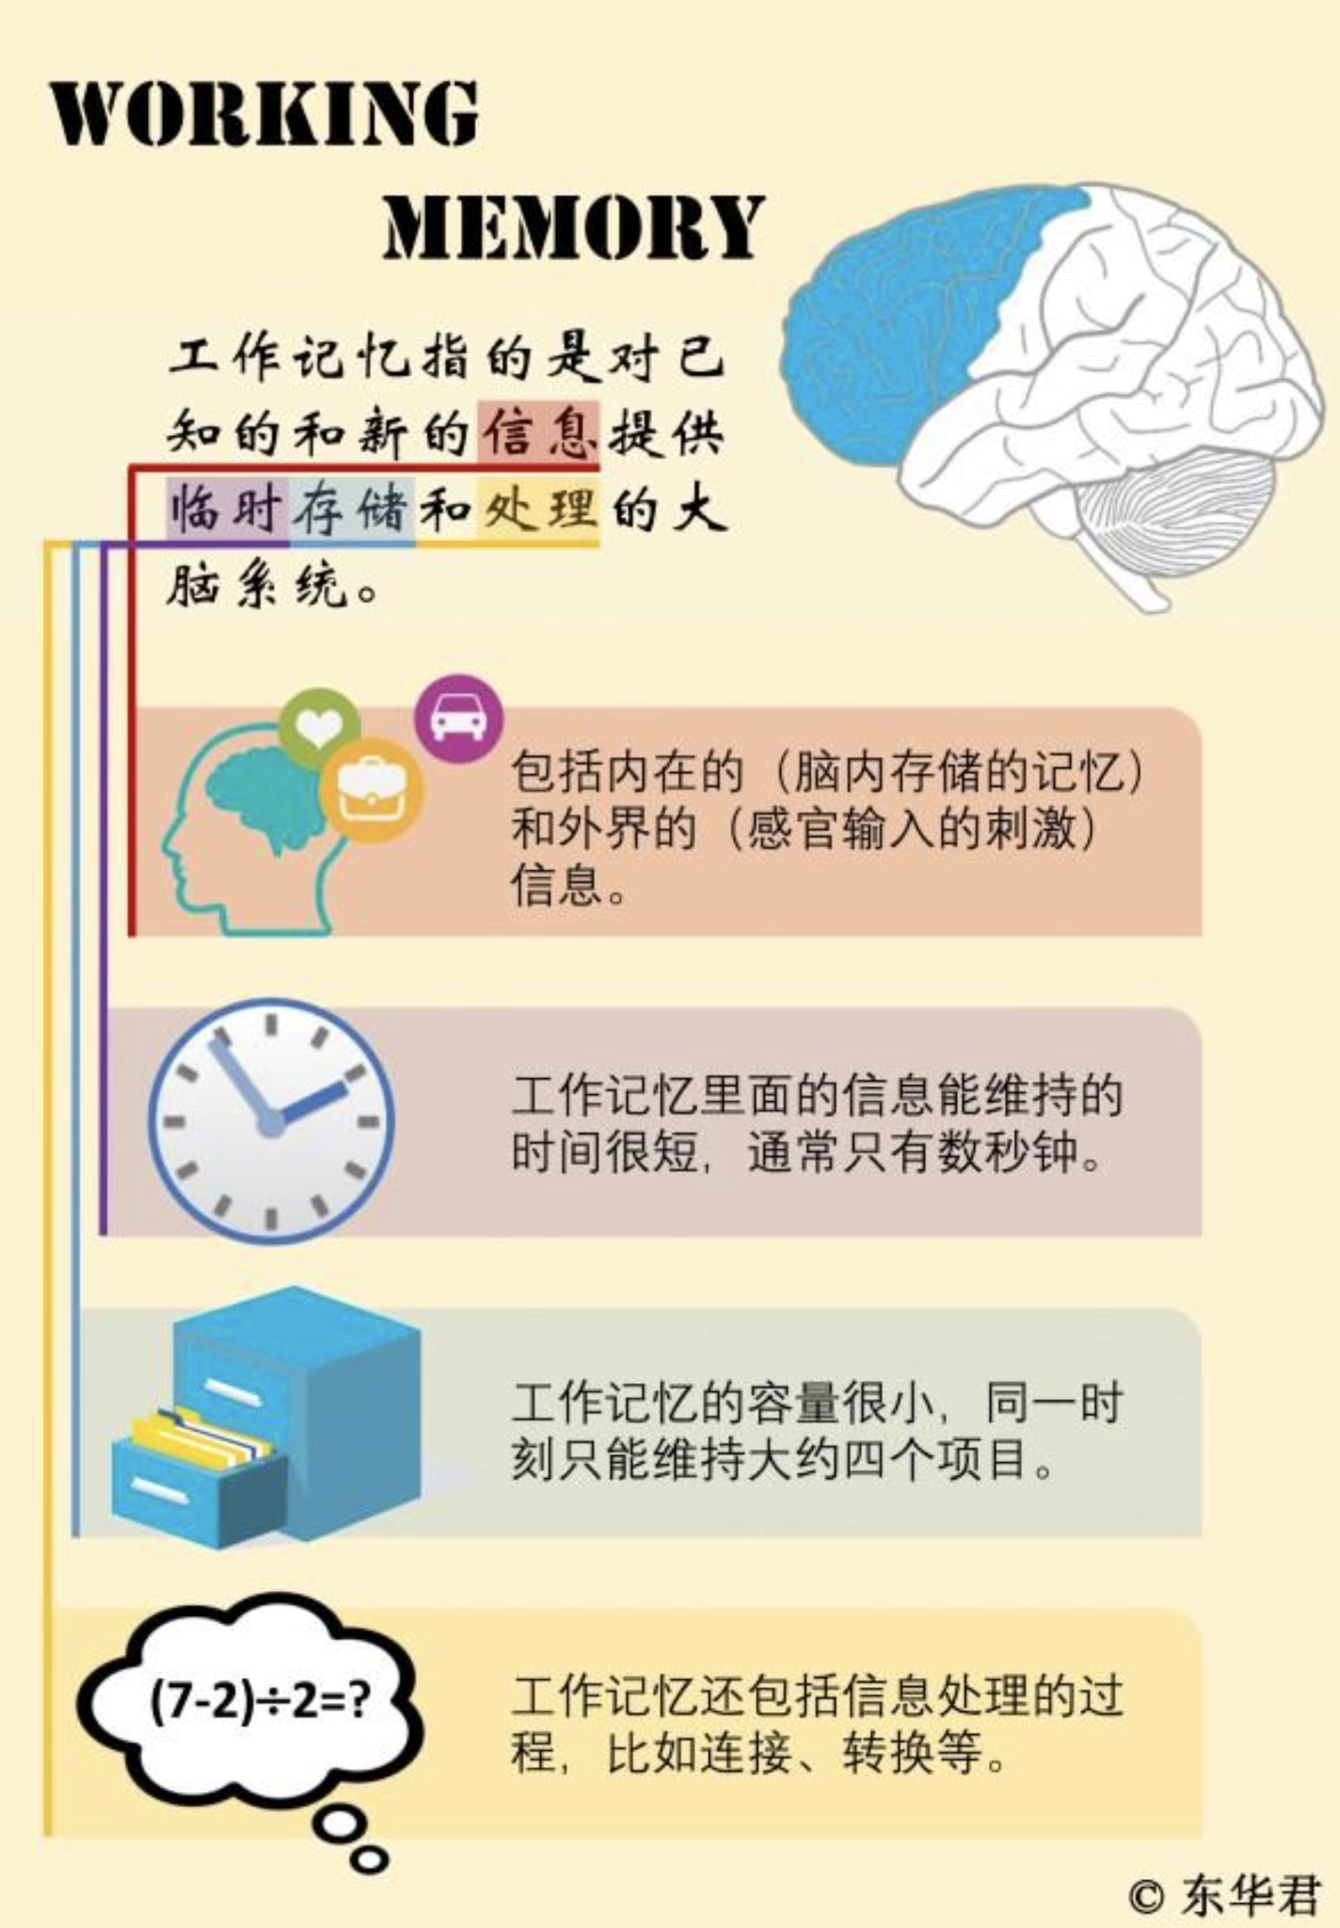 WORKING
MEMORY
工作记忆指的是对已
知的和新的信息提供
临时存储和处理的大
脑系统。
包括内在的（脑内存储的记忆）
和外界的（感官输入的刺激）
信息。
工作记忆里面的信息能维持的
时间很短，通常只有数秒钟。
工作记忆的容量很小，同一时
刻只能维持大约四个项目。
(7-2)÷2=?
工作记忆还包括信息处理的过
程，比如连接、转换等。
© 东华君